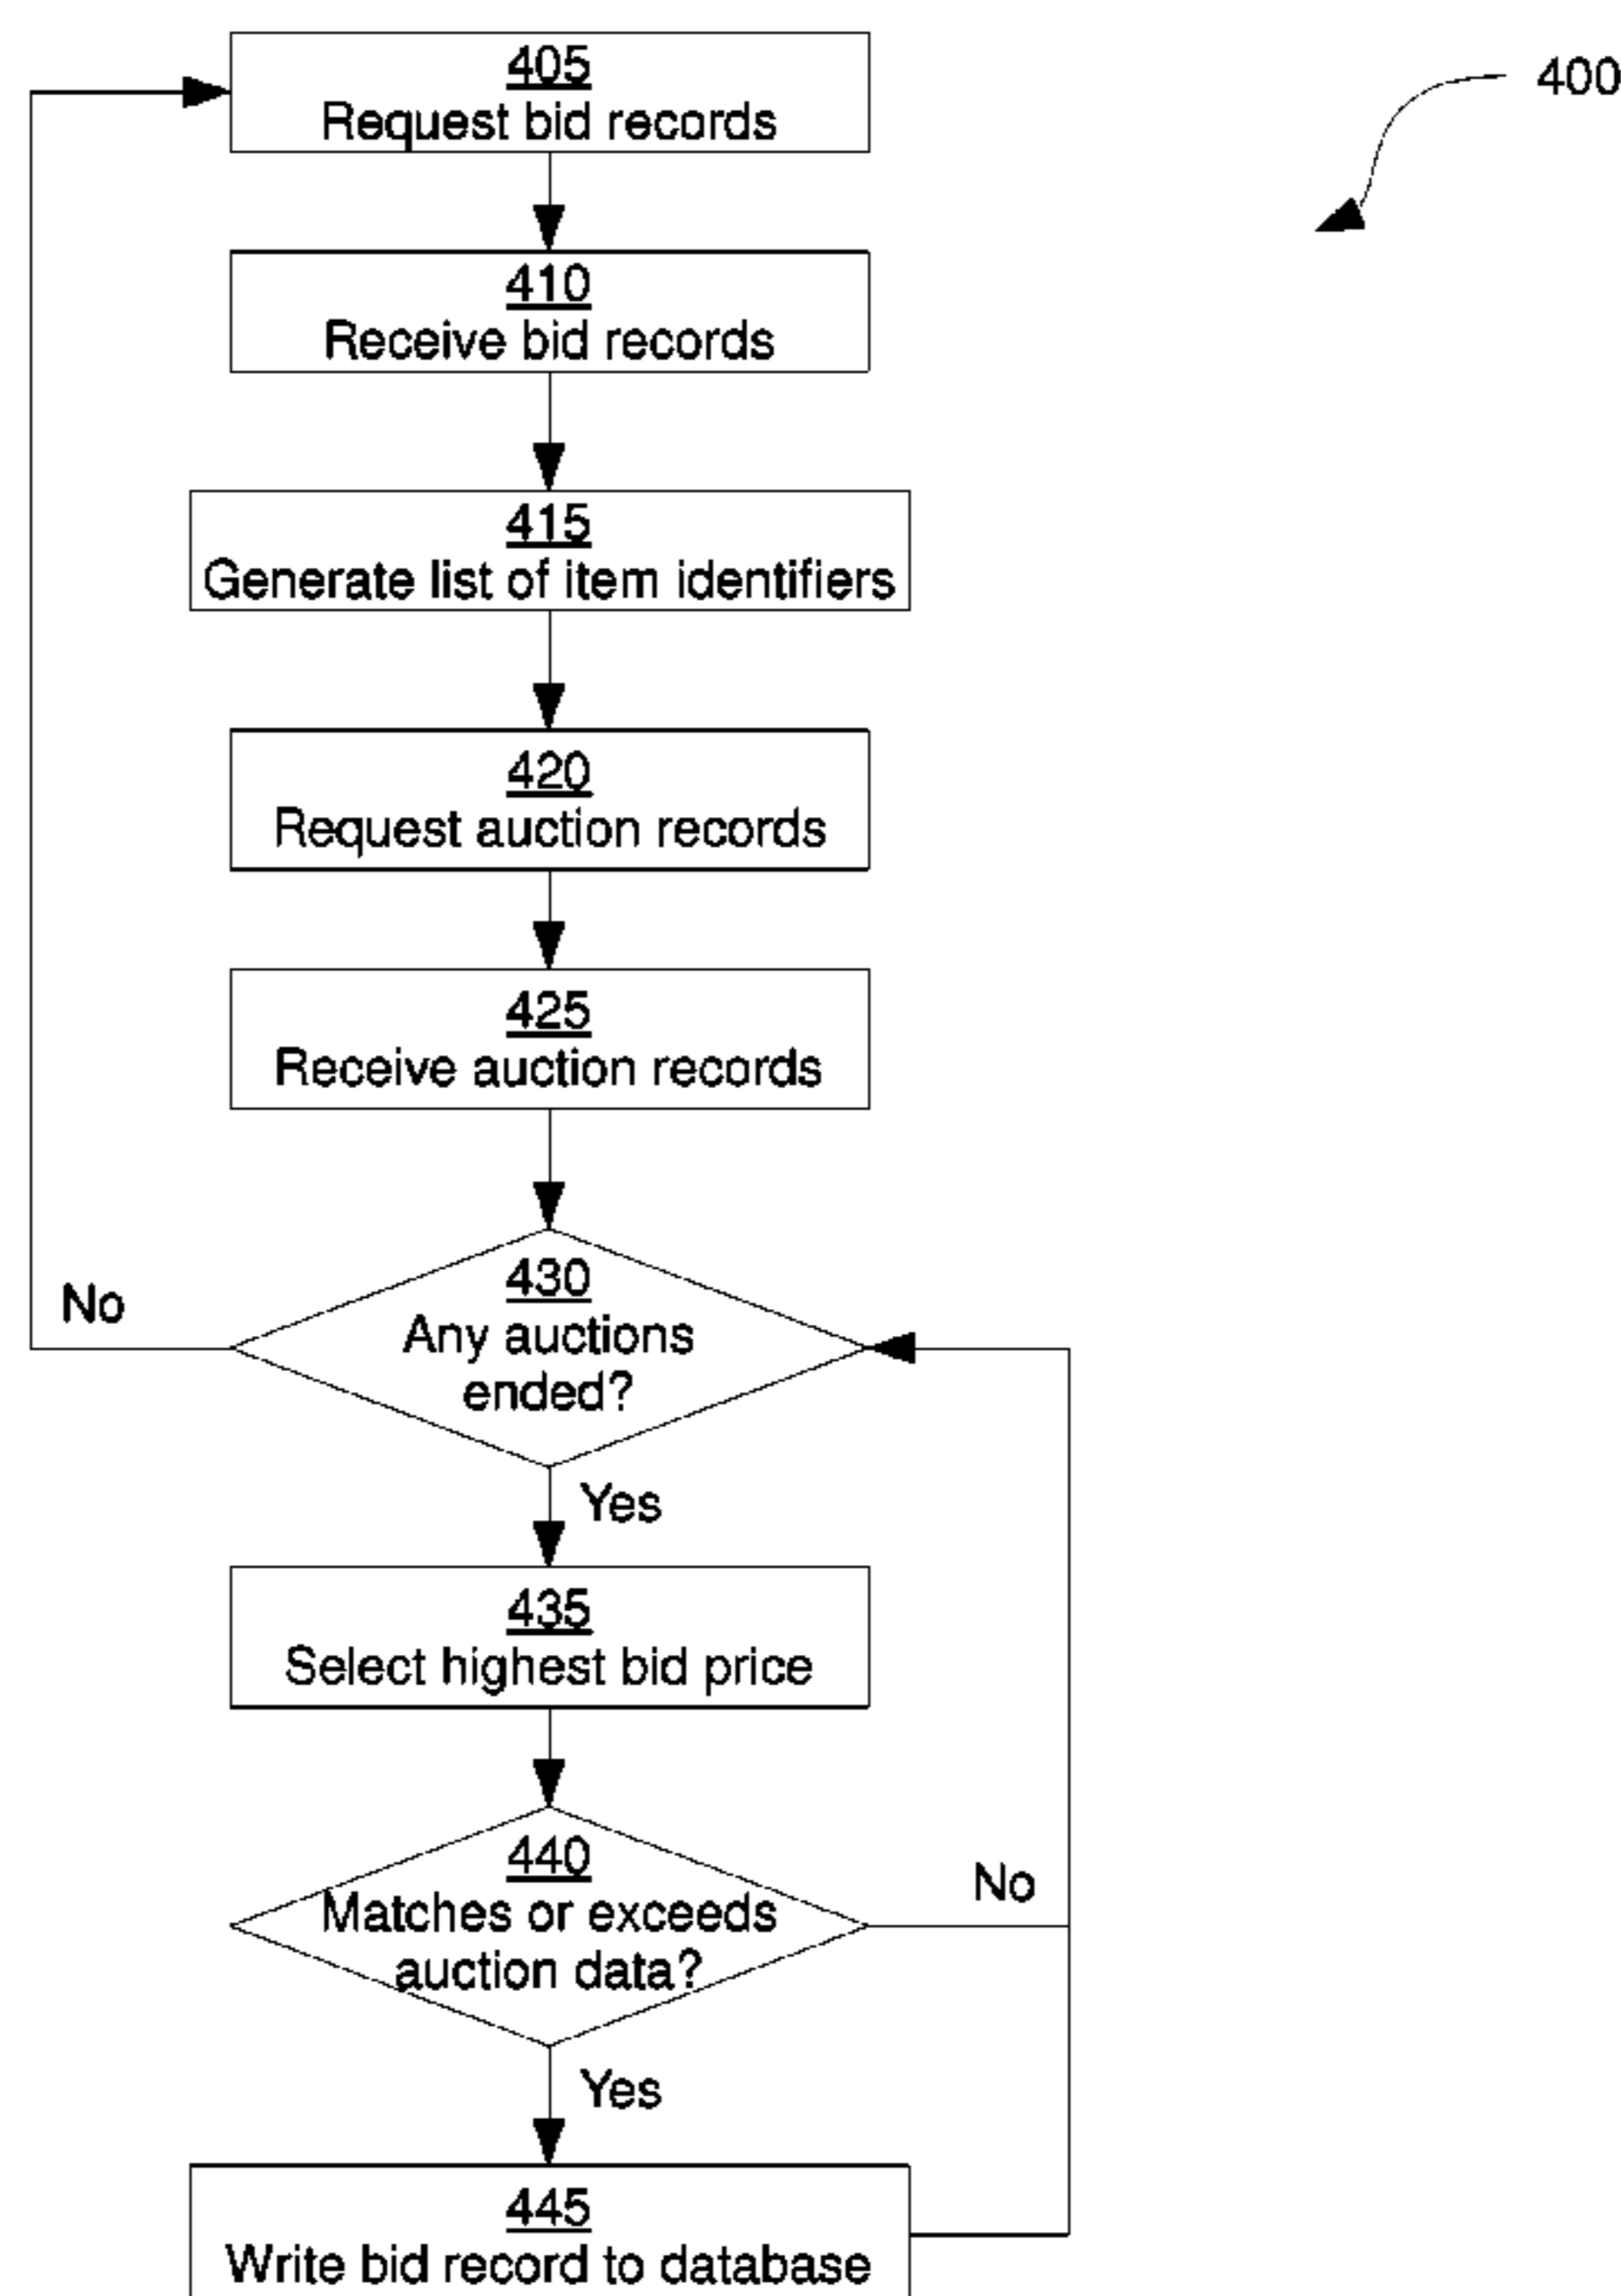 405
Request bid records
400
410
Receive bid records
415
Generate list of item identifiers
420
Request auction records
425
Receive auction records
430
Any auctions
ended?
No
Yes
435
Select highest bid price
440
Matches or exceeds
auction data?
No
Yes
445
Write bid record to database